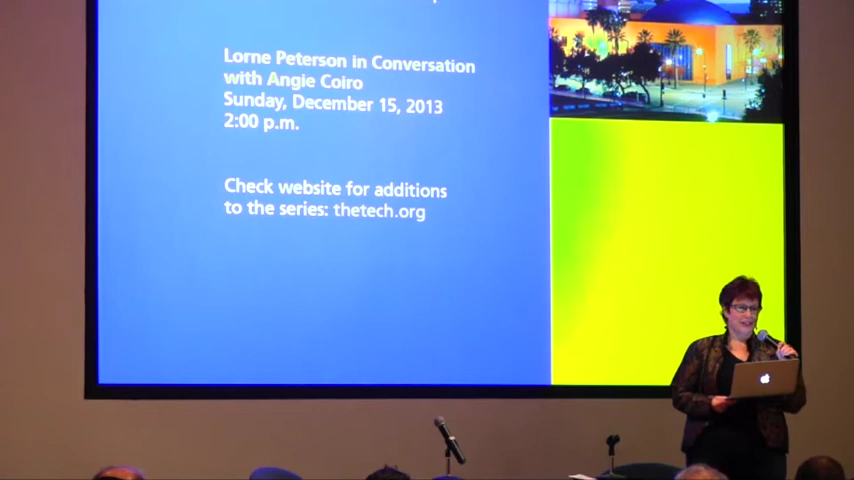 Lorne Peterson in Conversation
with Angie Coiro
Sunday, December 15, 2013
2:00 p.m.
Check website for additions
to the series: thetech.org